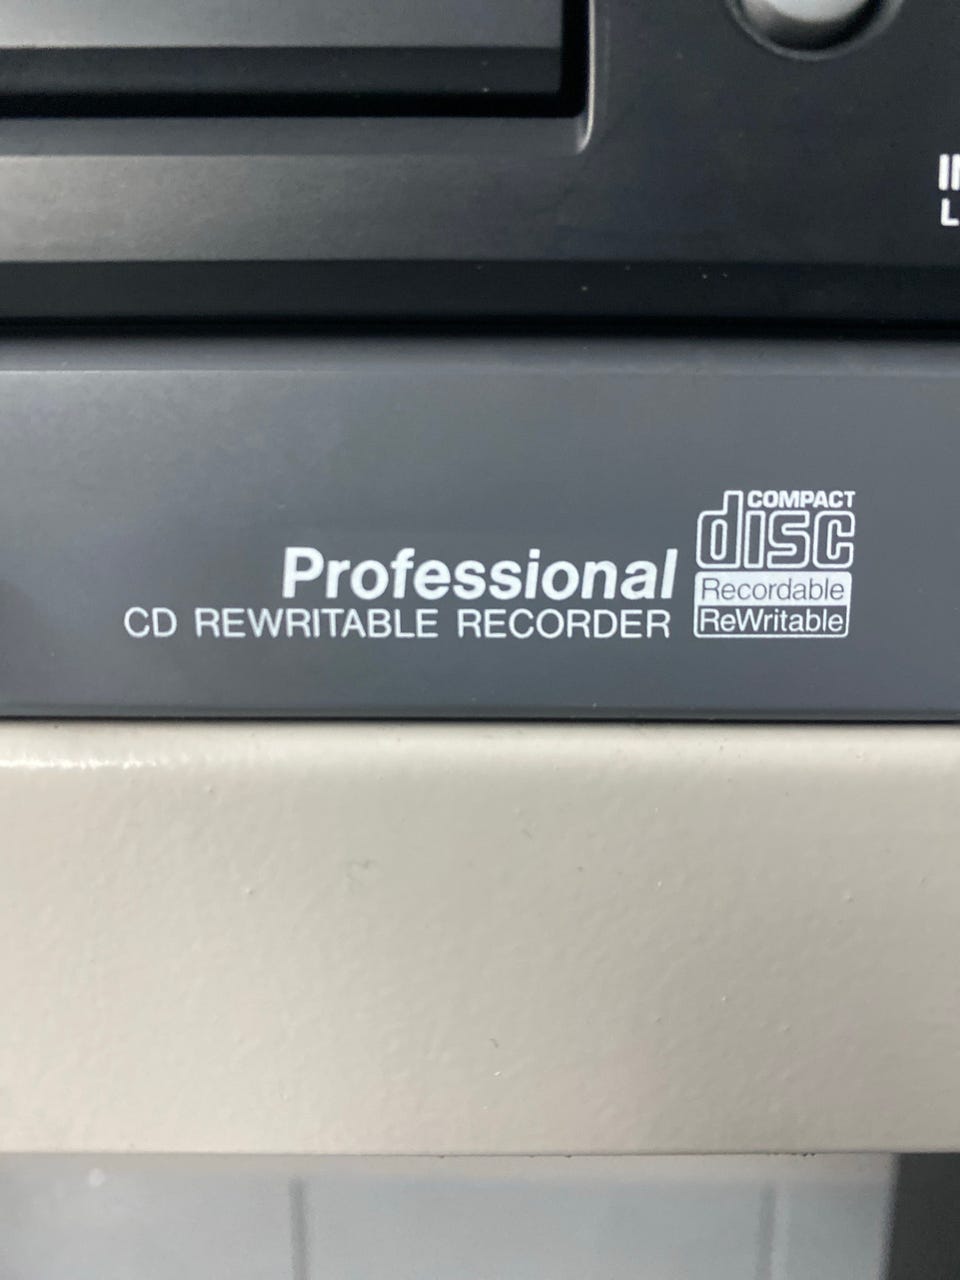 Professional
CD REWRITABLE RECORDER
COMPACT
disc
Recordable
ReWritable